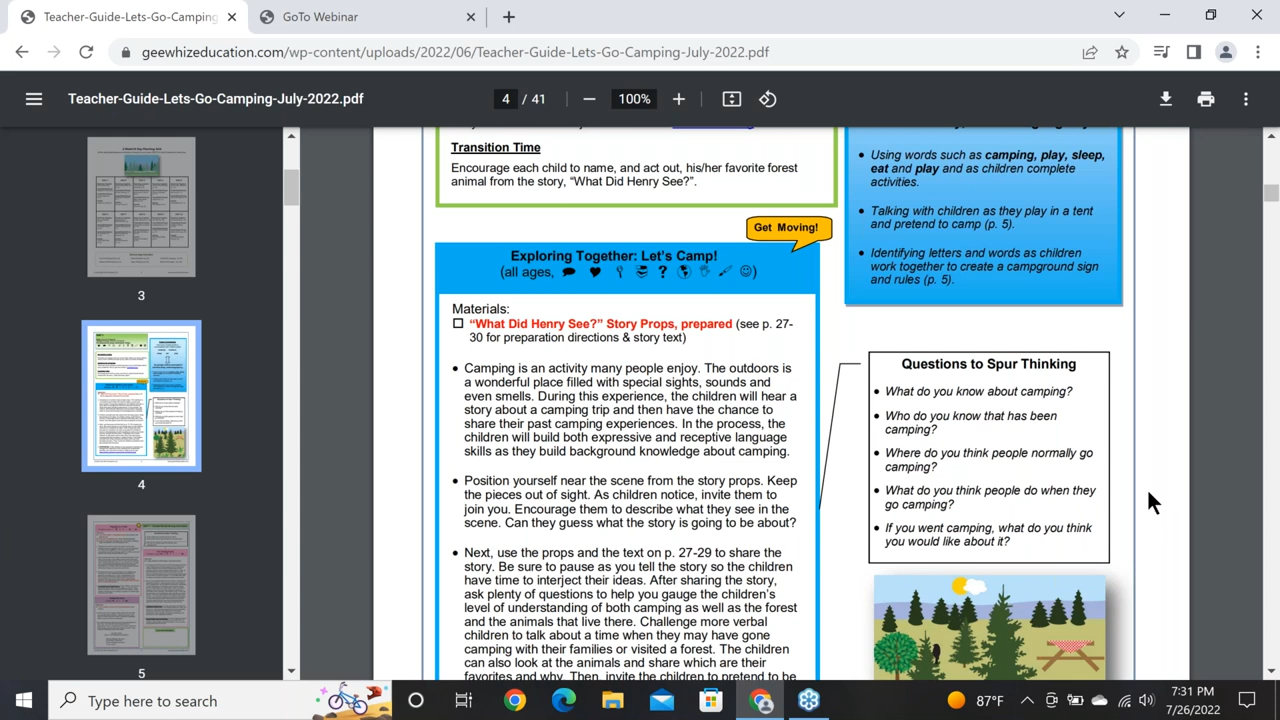 Teacher-Guide-Lets-Go-Camping-
GoTo Webinar
geewhizeducation.com/wp-content/uploads/2022/06/Teacher-Guide-Lets-Go-Camping-July-2022.pdf
Teacher-Guide-Lets-Go-Camping-July-2022.pdf
4 / 41
100%
3
4
5
Transition Time
Encourage each child to name, and act out, his/her favorite forest
animal from the story, “What Did Henry See?”.
Get Moving!
Exploring Together: Let’s Camp!
(all ages,
Materials:
“What Did Henry See?” Story Props, prepared (see p. 27-
30 for preparation directions & story text)
Camping is an activity many people enjoy. The outdoors is
a wonderful place filled with special sights, sounds and
even smells. During this experience, the children will hear a
story about a camping trip and then have the chance to
share their own camping experiences. In the process, the
children will use both expressive and receptive language
skills as they build background knowledge about camping.
Position yourself near the scene from the story props. Keep
the pieces out of sight. As children notice, invite them to
join you. Encourage them to describe what they see in the
scene. Can they guess what the story is going to be about?
Next, use the props and the text on p. 27-29 to share the
story. Be sure to pause as you tell the story so the children
have time to interject their ideas. After sharing the story,
ask plenty of questions to help you gauge the children’s
level of understanding of both camping as well as the forest
and the animals that live there. Challenge more verbal
children to talk about a time when they may have gone
camping with their families or visited a forest. The children
can also look at the animals and share which are their
favorite and why. Then, invite the children to pretend to be
Using words such as camping, play, sleep,
eat and play and as children complete
activities.
Talking with children as they play in a tent
and pretend to camp (p. 5).
Identifying letters and words as children
work together to create a campground sign
and rules (p. 5).
Questions to Spur Thinking
What do you know about camping?
Who do you know that has been
camping?
Where do you think people normally go
camping?
What do you think people do when they
go camping?
If you went camping, what do you think
you would like about it?
Type here to search
87°F
7:31 PM
7/26/2022